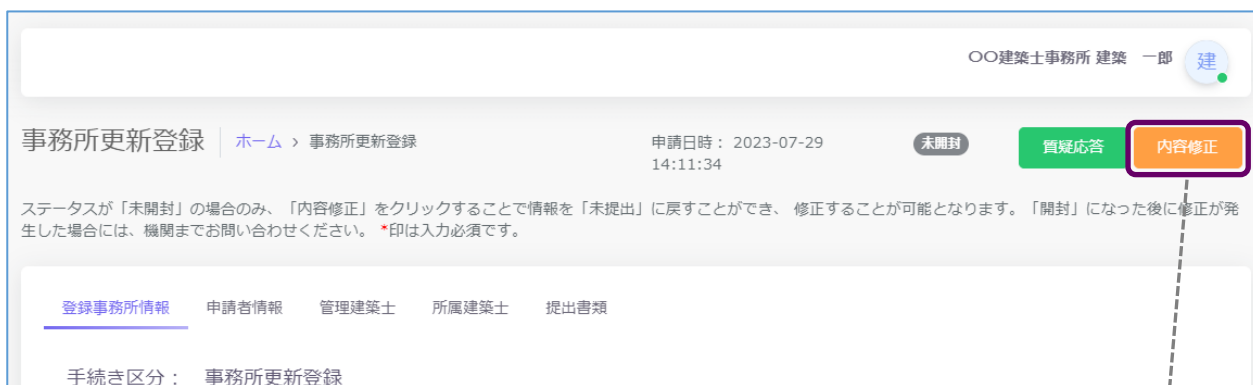 〇〇建築士事務所 建築 一郎 建
事務所更新登録 ホーム › 事務所更新登録 申請日時： 2023-07-29 14:11:34 未開封 質疑応答 内容修正
ステータスが「未開封」の場合のみ、「内容修正」をクリックすることで情報を「未提出」に戻すことができ、 修正することが可能となります。「開封」になった後に修正が発
生した場合には、機関までお問い合わせください。 *印は入力必須です。
登録事務所情報 申請者情報 管理建築士 所属建築士 提出書類
手続き区分： 事務所更新登録